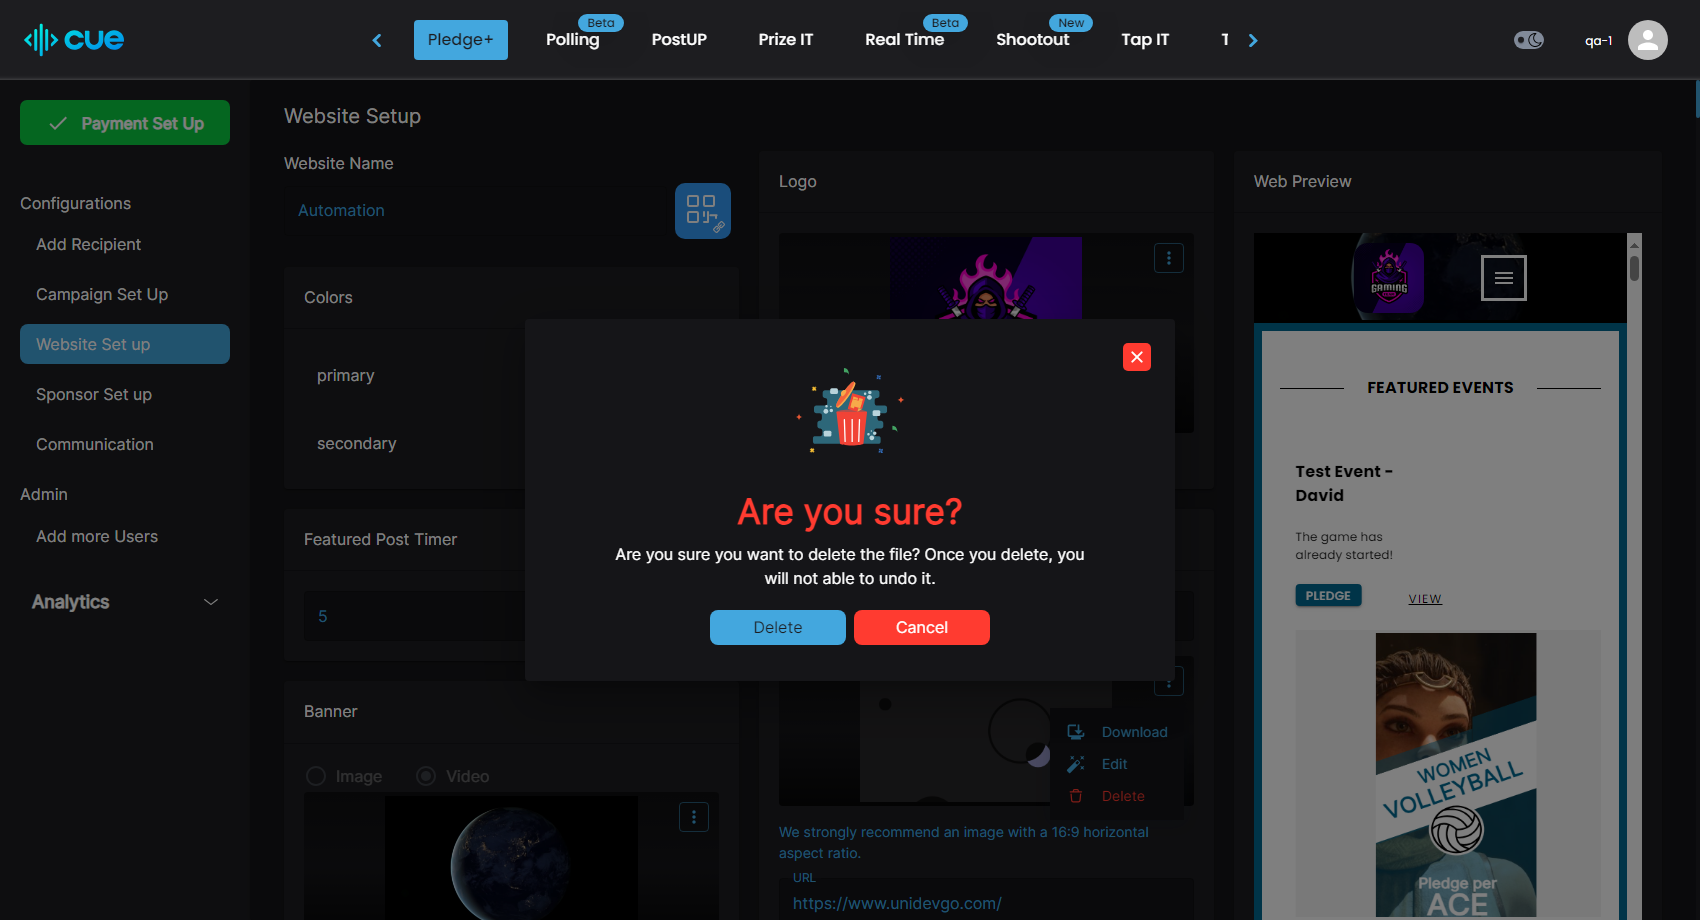 cue
Pledge+
Beta
Polling
PostUP
Prize IT
Beta
Real Time
New
Shootout
Tap IT
T
qa-1
Payment Set Up
Configurations
Add Recipient
Campaign Set Up
Website Set up
Sponsor Set up
Communication
Admin
Add more Users
Analytics
Website Setup
Website Name
Automation
Colors
primary
secondary
Featured Post Timer
5
Banner
Image
Video
Logo
Are you sure?
Are you sure you want to delete the file? Once you delete, you
will not able to undo it.
Delete
Cancel
Download
Edit
Delete
We strongly recommend an image with a 16:9 horizontal
aspect ratio.
URL
https://www.unidevgo.com/
Web Preview
GAMING
FEATURED EVENTS
Test Event -
David
The game has
already started!
PLEDGE
VIEW
WOMEN
VOLLEYBALL
Pledge per
ACE